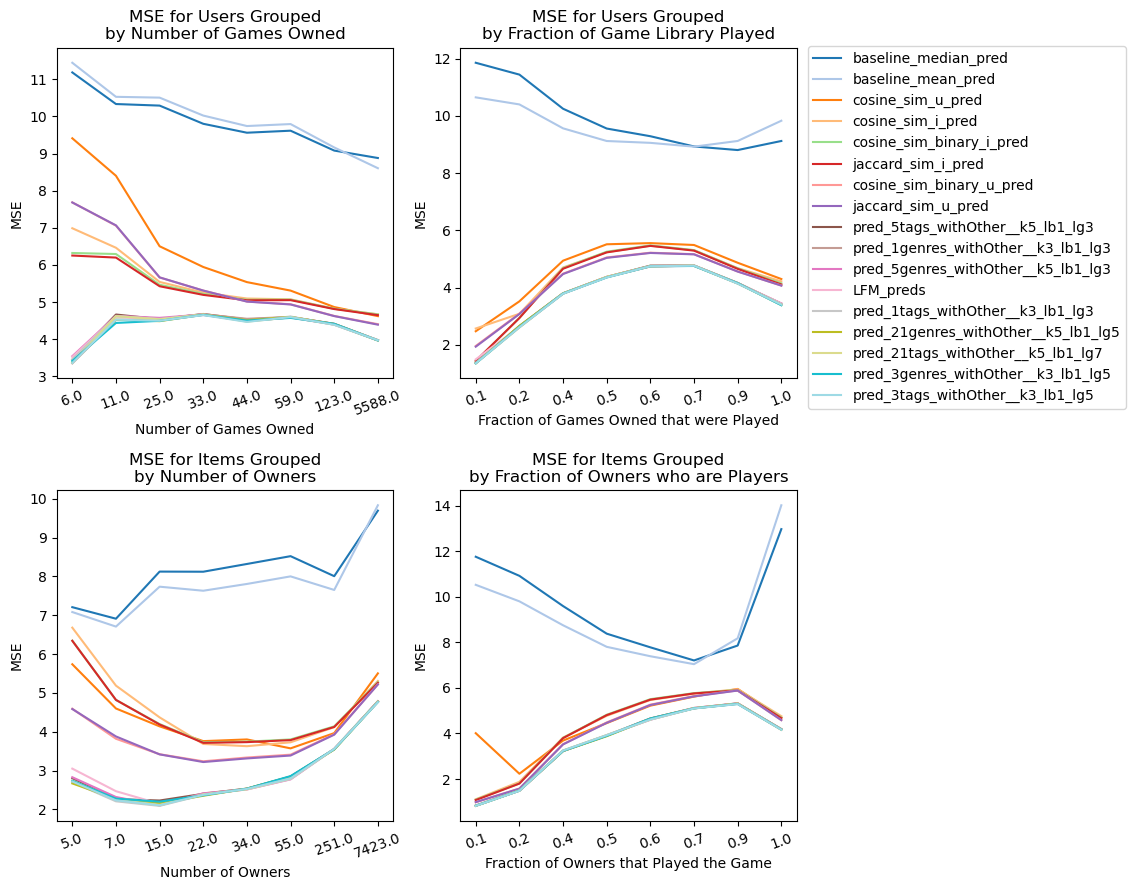 MSE for Users Grouped
by Number of Games Owned
MSE
11
10
9
8
7
6
5
4
3
6.0
11.0
25.0
33.0
44.0
59.0
123.0
5588.0
Number of Games Owned
MSE for Users Grouped
by Fraction of Game Library Played
MSE
12
10
8
6
4
2
0.1
0.2
0.4
0.5
0.6
0.7
0.9
1.0
Fraction of Games Owned that were Played
baseline_median_pred
baseline_mean_pred
cosine_sim_u_pred
cosine_sim_i_pred
cosine_sim_binary_i_pred
jaccard_sim_i_pred
cosine_sim_binary_u_pred
jaccard_sim_u_pred
pred_5tags_withOther__k5_lb1_lg3
pred_1genres_withOther__k3_lb1_lg3
pred_5genres_withOther__k5_lb1_lg3
LFM_preds
pred_1tags_withOther__k3_lb1_lg3
pred_21genres_withOther__k5_lb1_lg5
pred_21tags_withOther__k5_lb1_lg7
pred_3genres_withOther__k3_lb1_lg5
pred_3tags_withOther__k3_lb1_lg5
MSE for Items Grouped
by Number of Owners
MSE
10
9
8
7
6
5
4
3
2
5.0
7.0
15.0
22.0
34.0
55.0
251.0
7423.0
Number of Owners
MSE for Items Grouped
by Fraction of Owners who are Players
MSE
14
12
10
8
6
4
2
0.1
0.2
0.4
0.5
0.6
0.7
0.9
1.0
Fraction of Owners that Played the Game